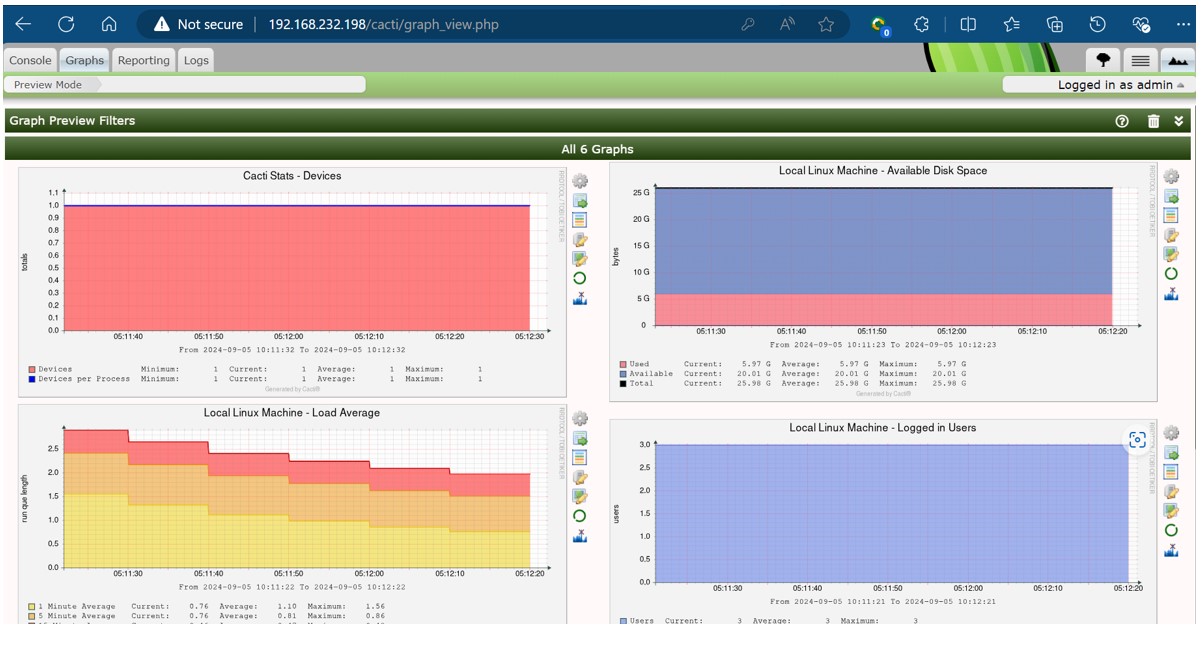 Not secure 192.168.232.198/cacti/graph_view.php
0
Console Graphs Reporting Logs
Preview Mode Logged in as admin
Graph Preview Filters
All 6 Graphs
Cacti Stats - Devices
RRDTOOL / TOBI OETIKER
totals
1.1
1.0
0.9
0.8
0.7
0.6
0.5
0.4
0.3
0.2
0.1
0.0
05:11:40 05:11:50 05:12:00 05:12:10 05:12:20 05:12:30
From 2024-09-05 10:11:32 To 2024-09-05 10:12:32
Devices Minimum: 1 Current: 1 Average: 1 Maximum: 1
Devices per Process Minimum: 1 Current: 1 Average: 1 Maximum: 1
Generated by Cacti®
Local Linux Machine - Available Disk Space
RRDTOOL / TOBI OETIKER
bytes
25 G
20 G
15 G
10 G
5 G
0
05:11:30 05:11:40 05:11:50 05:12:00 05:12:10 05:12:20
From 2024-09-05 10:11:23 To 2024-09-05 10:12:23
Used Current: 5.97 G Average: 5.97 G Maximum: 5.97 G
Available Current: 20.01 G Average: 20.01 G Maximum: 20.01 G
Total Current: 25.98 G Average: 25.98 G Maximum: 25.98 G
Generated by Cacti®
Local Linux Machine - Load Average
RRDTOOL / TOBI OETIKER
run que length
2.5
2.0
1.5
1.0
0.5
0.0
05:11:30 05:11:40 05:11:50 05:12:00 05:12:10 05:12:20
From 2024-09-05 10:11:22 To 2024-09-05 10:12:22
1 Minute Average Current: 0.76 Average: 1.10 Maximum: 1.56
5 Minute Average Current: 0.76 Average: 0.81 Maximum: 0.86
Local Linux Machine - Logged in Users
TOBI OETIKER
users
3.0
2.5
2.0
1.5
1.0
0.5
0.0
05:11:30 05:11:40 05:11:50 05:12:00 05:12:10 05:12:20
From 2024-09-05 10:11:21 To 2024-09-05 10:12:21
Users Current: 3 Average: 3 Maximum: 3